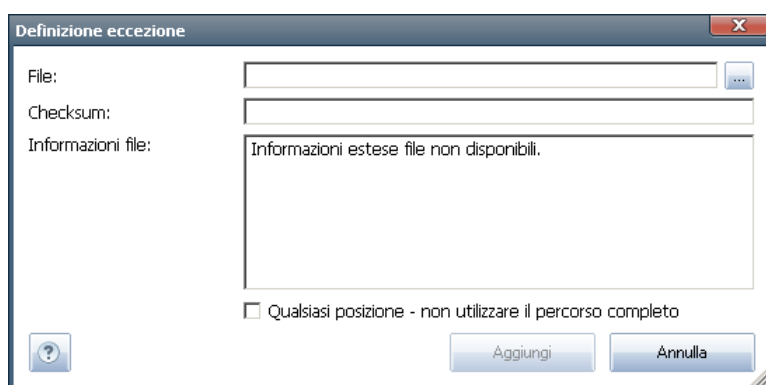 Definizione eccezione
File:
...
Checksum:
Informazioni file:
Informazioni estese file non disponibili.
Qualsiasi posizione - non utilizzare il percorso completo
?
Aggiungi
Annulla